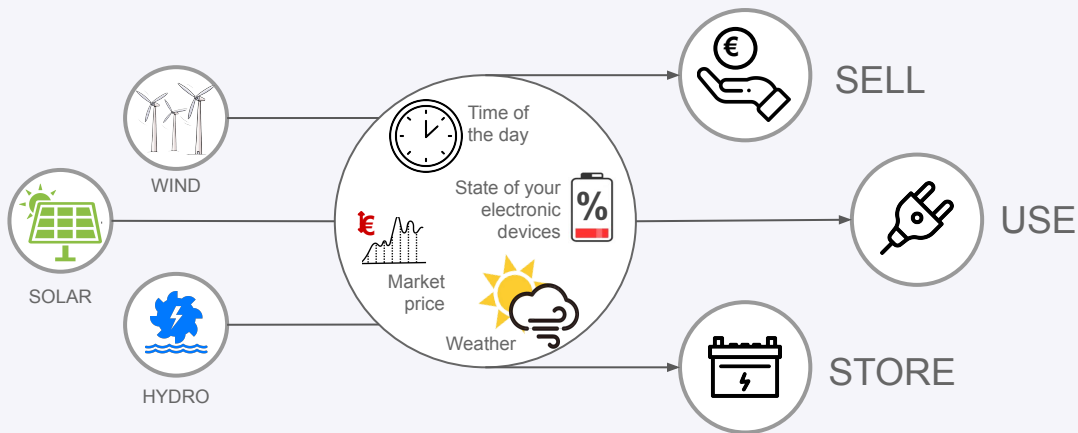 WIND
SOLAR
HYDRO
Time of
the day
State of your
electronic
devices
%
€
Market
price
Weather
€
SELL
USE
STORE